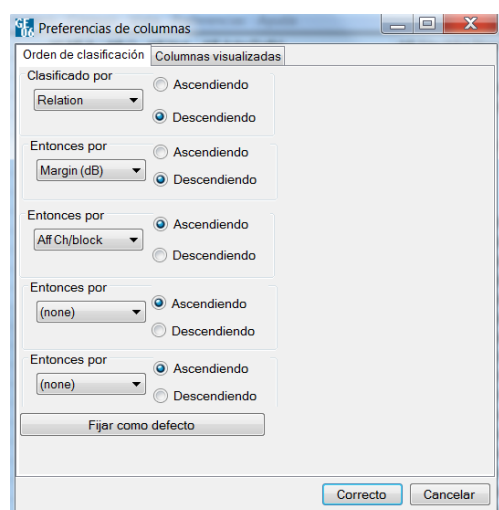 GE
06
Preferencias de columnas
Orden de clasificación
Columnas visualizadas
Clasificado por
Relation
Ascendiendo
Descendiendo
Entonces por
Margin (dB)
Ascendiendo
Descendiendo
Entonces por
Aff Ch/block
Ascendiendo
Descendiendo
Entonces por
(none)
Ascendiendo
Descendiendo
Entonces por
(none)
Ascendiendo
Descendiendo
Fijar como defecto
Correcto
Cancelar